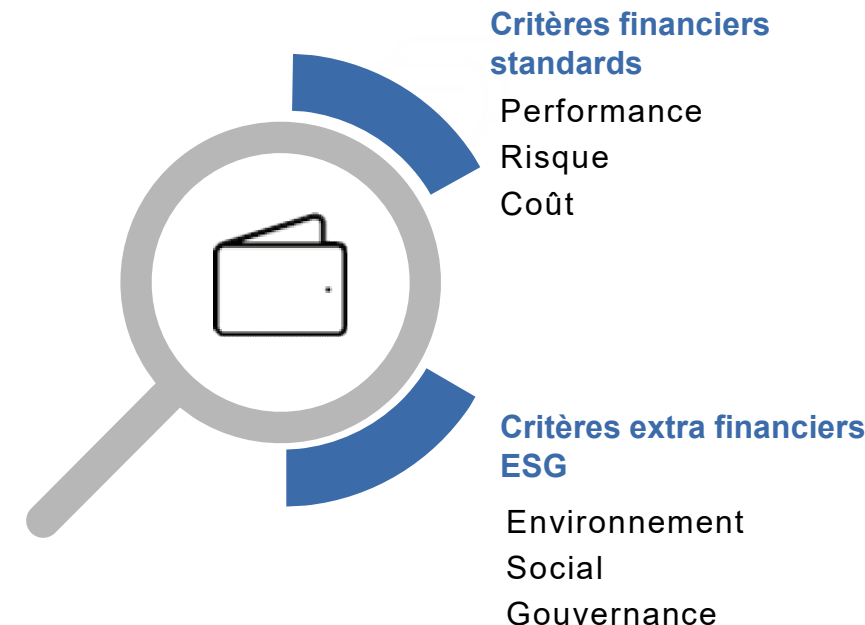 Critères financiers
standards
Performance
Risque
Coût
Critères extra financiers
ESG
Environnement
Social
Gouvernance